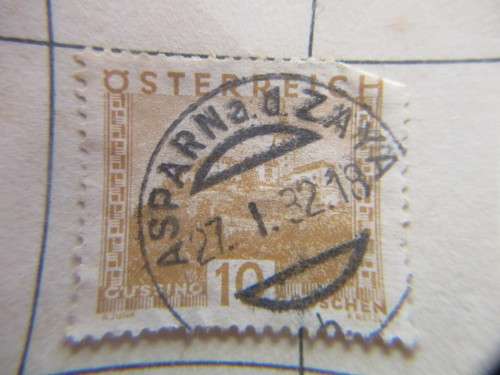 ÖSTERREICH
ASPARN a. d. ZAYA
27. I. 32. 18
b
GÜSSING 10 GROSCHEN